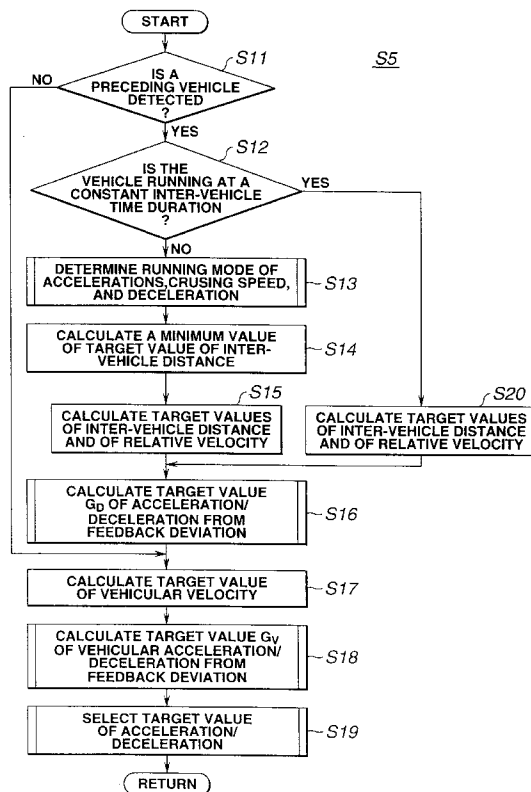 START
S11
S5
NO
IS A
PRECEDING VEHICLE
DETECTED
?
YES
S12
IS THE
VEHICLE RUNNING AT A
CONSTANT INTER-VEHICLE
TIME DURATION
?
YES
NO
DETERMINE RUNNING MODE OF
ACCELERATIONS,CRUSING SPEED,
AND DECELERATION
S13
CALCULATE A MINIMUM VALUE
OF TARGET VALUE OF INTER-
VEHICLE DISTANCE
S14
S15
CALCULATE TARGET VALUES
OF INTER-VEHICLE DISTANCE
AND OF RELATIVE VELOCITY
S20
CALCULATE TARGET VALUES
OF INTER-VEHICLE DISTANCE
AND OF RELATIVE VELOCITY
CALCULATE TARGET VALUE
GD OF ACCELERATION/
DECELERATION FROM
FEEDBACK DEVIATION
S16
CALCULATE TARGET VALUE
OF VEHICULAR VELOCITY
S17
CALCULATE TARGET VALUE GV
OF VEHICULAR ACCELERATION/
DECELERATION FROM
FEEDBACK DEVIATION
S18
SELECT TARGET VALUE
OF ACCELERATION/
DECELERATION
S19
RETURN